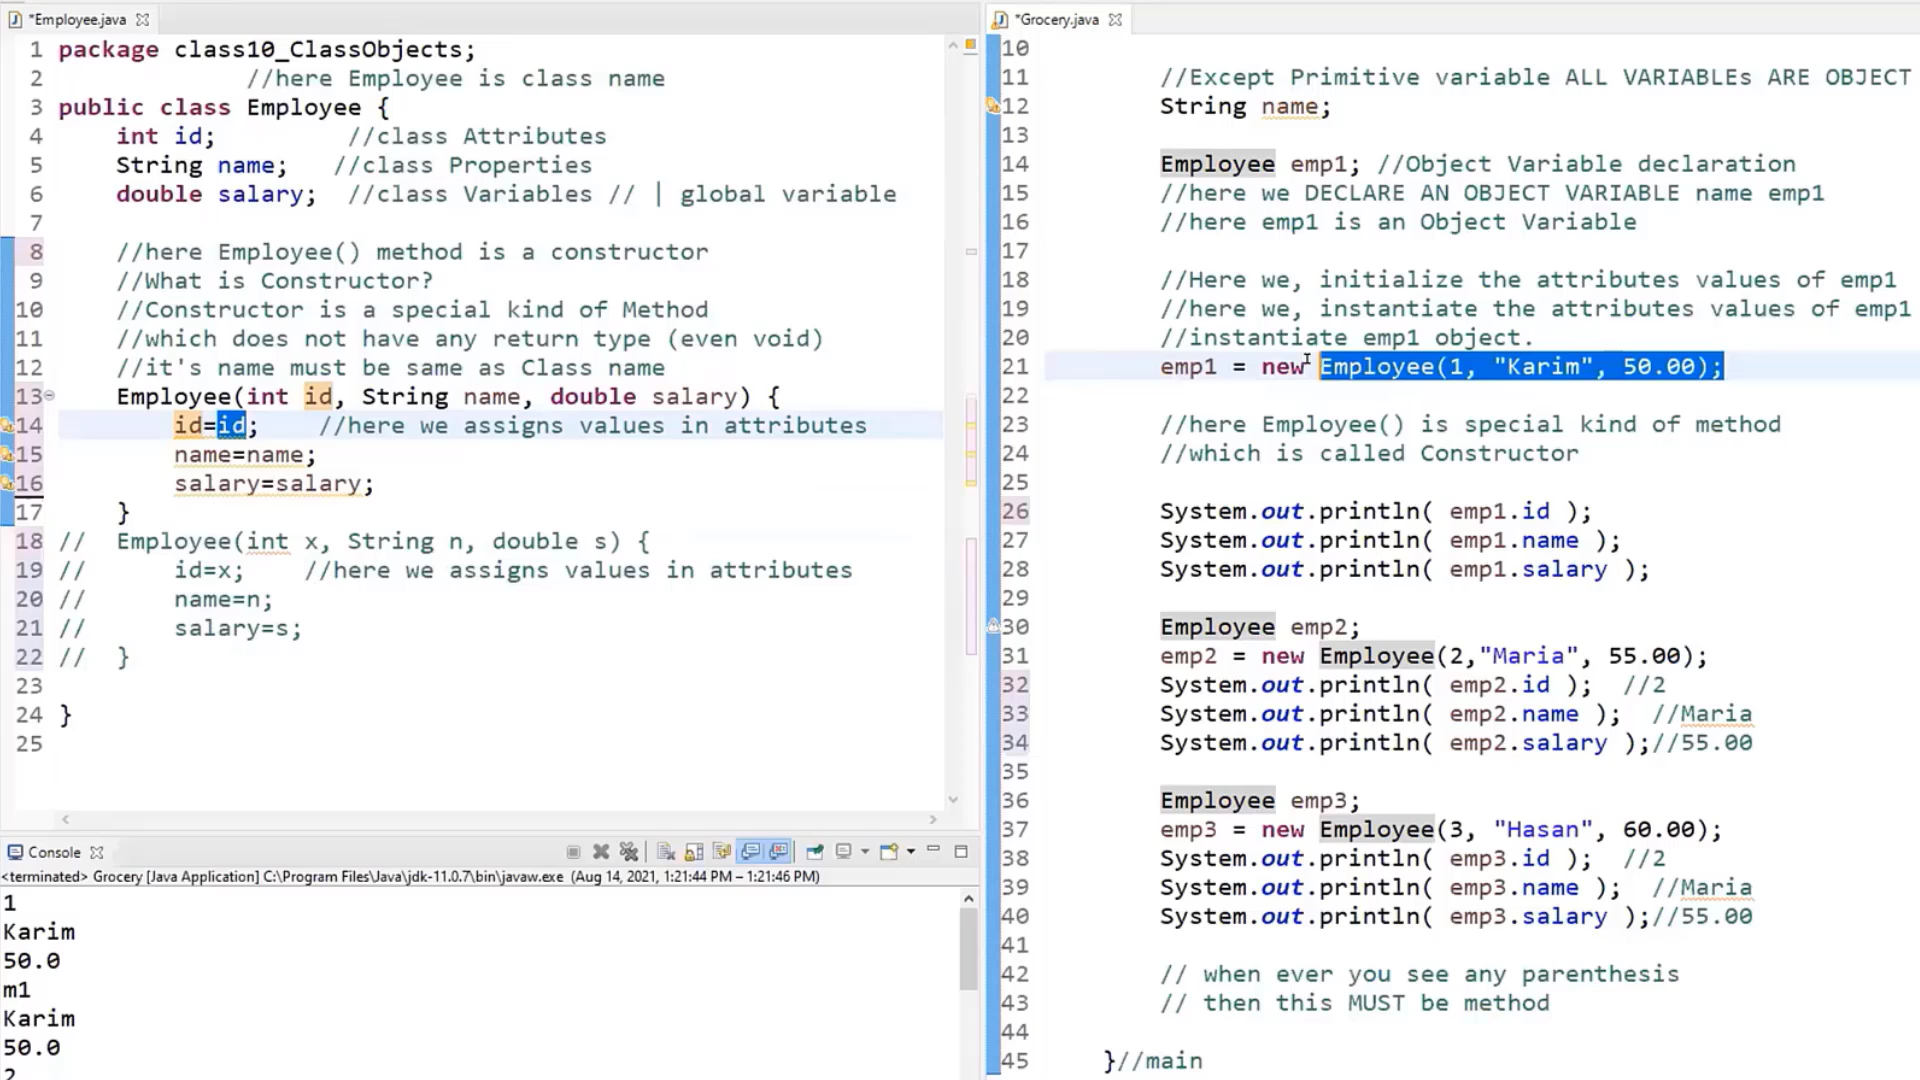 *Employee.java
1 package class10_ClassObjects;
2 //here Employee is class name
3 public class Employee {
4 int id; //class Attributes
5 String name; //class Properties
6 double salary; //class Variables // | global variable
7
8 //here Employee() method is a constructor
9 //What is Constructor?
10 //Constructor is a special kind of Method
11 //which does not have any return type (even void)
12 //it's name must be same as Class name
13 Employee(int id, String name, double salary) {
14 id=id; //here we assigns values in attributes
15 name=name;
16 salary=salary;
17 }
18 // Employee(int x, String n, double s) {
19 // id=x; //here we assigns values in attributes
20 // name=n;
21 // salary=s;
22 // }
23
24 }
25
Console
<terminated> Grocery [Java Application] C:\Program Files\Java\jdk-11.0.7\bin\javaw.exe (Aug 14, 2021, 1:21:44 PM – 1:21:46 PM)
1
Karim
50.0
m1
Karim
50.0
2
*Grocery.java
10
11 //Except Primitive variable ALL VARIABLEs ARE OBJECT
12 String name;
13
14 Employee emp1; //Object Variable declaration
15 //here we DECLARE AN OBJECT VARIABLE name emp1
16 //here emp1 is an Object Variable
17
18 //Here we, initialize the attributes values of emp1
19 //here we, instantiate the attributes values of emp1
20 //instantiate emp1 object.
21 emp1 = new Employee(1, "Karim", 50.00);
22
23 //here Employee() is special kind of method
24 //which is called Constructor
25
26 System.out.println( emp1.id );
27 System.out.println( emp1.name );
28 System.out.println( emp1.salary );
29
30 Employee emp2;
31 emp2 = new Employee(2,"Maria", 55.00);
32 System.out.println( emp2.id ); //2
33 System.out.println( emp2.name ); //Maria
34 System.out.println( emp2.salary );//55.00
35
36 Employee emp3;
37 emp3 = new Employee(3, "Hasan", 60.00);
38 System.out.println( emp3.id ); //2
39 System.out.println( emp3.name ); //Maria
40 System.out.println( emp3.salary );//55.00
41
42 // when ever you see any parenthesis
43 // then this MUST be method
44
45 }//main